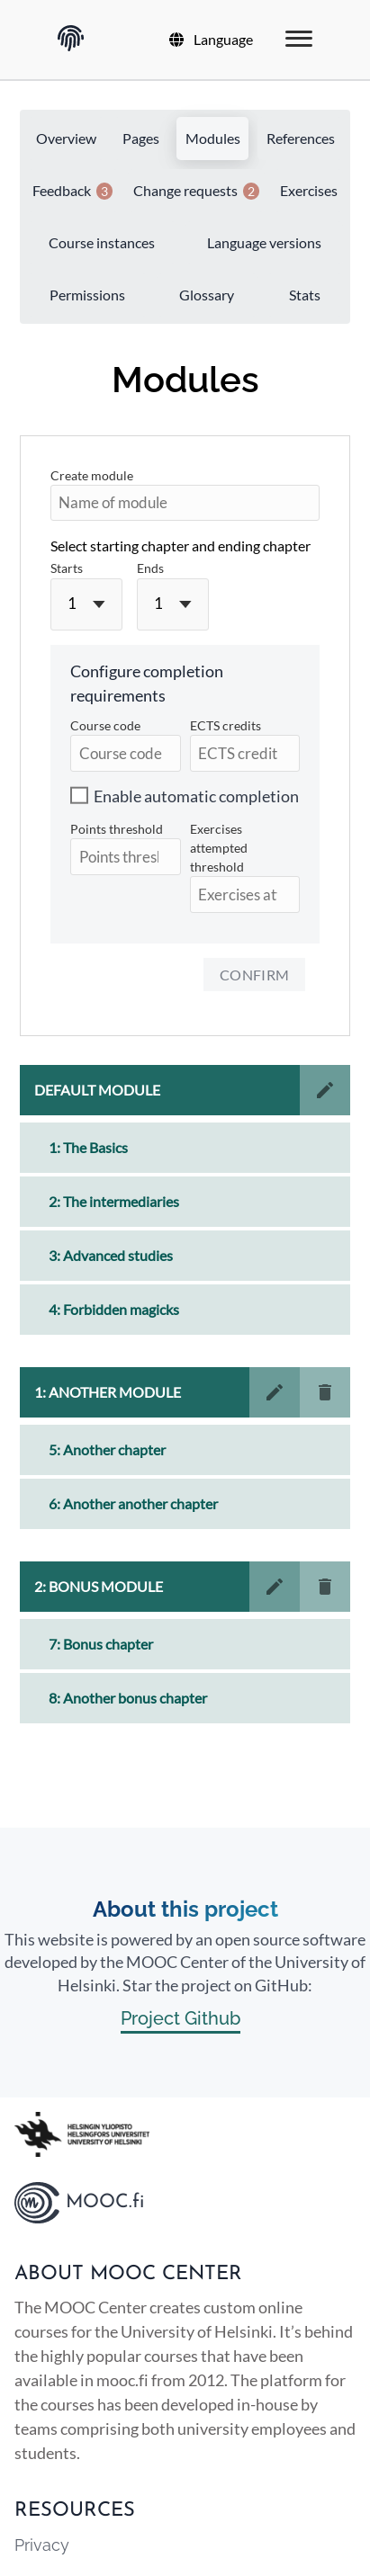 Language
Overview Pages Modules References
Feedback 3 Change requests 2 Exercises
Course instances Language versions
Permissions Glossary Stats
Modules
Create module
Name of module
Select starting chapter and ending chapter
Starts Ends
1 1
Configure completion
requirements
Course code ECTS credits
Course code ECTS credit
Enable automatic completion
Points threshold Exercises
attempted
threshold
Points thresl
Exercises at
CONFIRM
DEFAULT MODULE
1: The Basics
2: The intermediaries
3: Advanced studies
4: Forbidden magicks
1: ANOTHER MODULE
5: Another chapter
6: Another another chapter
2: BONUS MODULE
7: Bonus chapter
8: Another bonus chapter
About this project
This website is powered by an open source software
developed by the MOOC Center of the University of
Helsinki. Star the project on GitHub:
Project Github
HELSINGIN YLIOPISTO
HELSINGFORS UNIVERSITET
UNIVERSITY OF HELSINKI
MOOC.fi
ABOUT MOOC CENTER
The MOOC Center creates custom online
courses for the University of Helsinki. It’s behind
the highly popular courses that have been
available in mooc.fi from 2012. The platform for
the courses has been developed in-house by
teams comprising both university employees and
students.
RESOURCES
Privacy